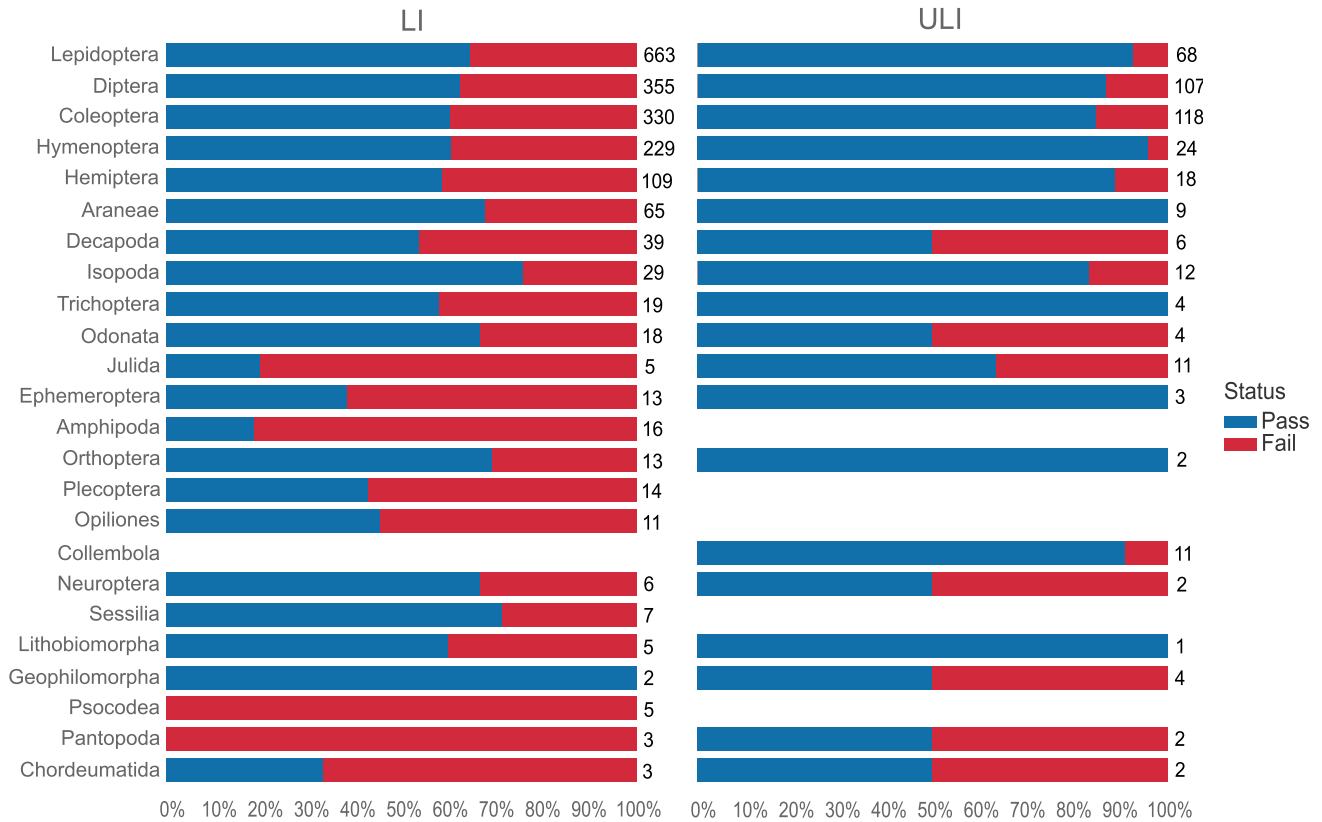 LI ULI
Lepidoptera 663 68
Diptera 355 107
Coleoptera 330 118
Hymenoptera 229 24
Hemiptera 109 18
Araneae 65 9
Decapoda 39 6
Isopoda 29 12
Trichoptera 19 4
Odonata 18 4
Julida 5 11
Ephemeroptera 13 3
Amphipoda 16
Orthoptera 13 2
Plecoptera 14
Opiliones 11
Collembola 11
Neuroptera 6 2
Sessilia 7
Lithobiomorpha 5 1
Geophilomorpha 2 4
Psocodea 5
Pantopoda 3 2
Chordeumatida 3 2
0% 10% 20% 30% 40% 50% 60% 70% 80% 90% 100% 0% 10% 20% 30% 40% 50% 60% 70% 80% 90% 100%
Status
Pass
Fail